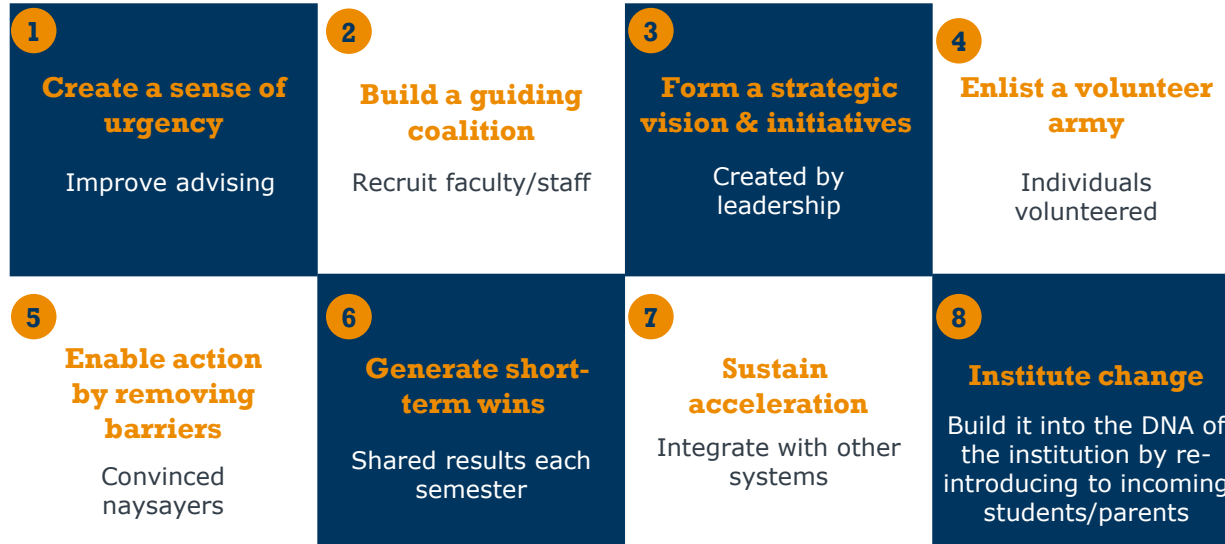 1
Create a sense of
urgency
Improve advising
2
Build a guiding
coalition
Recruit faculty/staff
3
Form a strategic
vision & initiatives
Created by
leadership
4
Enlist a volunteer
army
Individuals
volunteered
5
Enable action
by removing
barriers
Convinced
naysayers
6
Generate short-
term wins
Shared results each
semester
7
Sustain
acceleration
Integrate with other
systems
8
Institute change
Build it into the DNA of
the institution by re-
introducing to incoming
students/parents